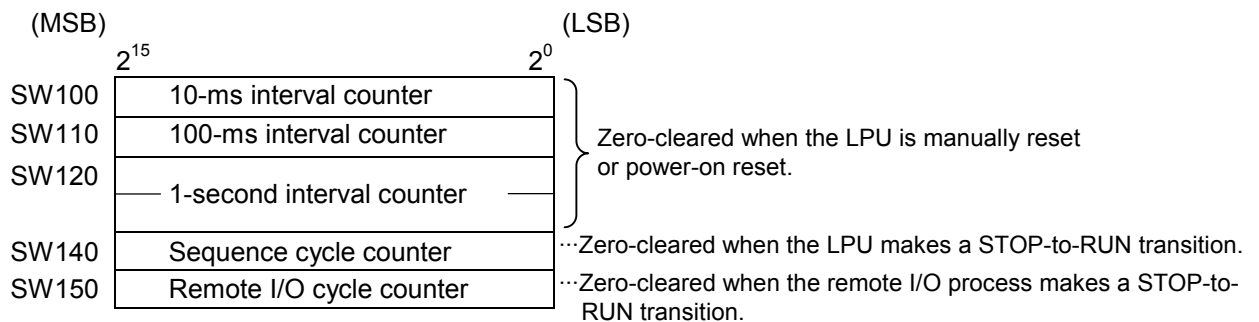 (MSB) (LSB)
2^15 2^0
SW100 10-ms interval counter
SW110 100-ms interval counter
Zero-cleared when the LPU is manually reset
or power-on reset.
SW120 1-second interval counter
SW140 Sequence cycle counter ···Zero-cleared when the LPU makes a STOP-to-RUN transition.
SW150 Remote I/O cycle counter ···Zero-cleared when the remote I/O process makes a STOP-to-
RUN transition.